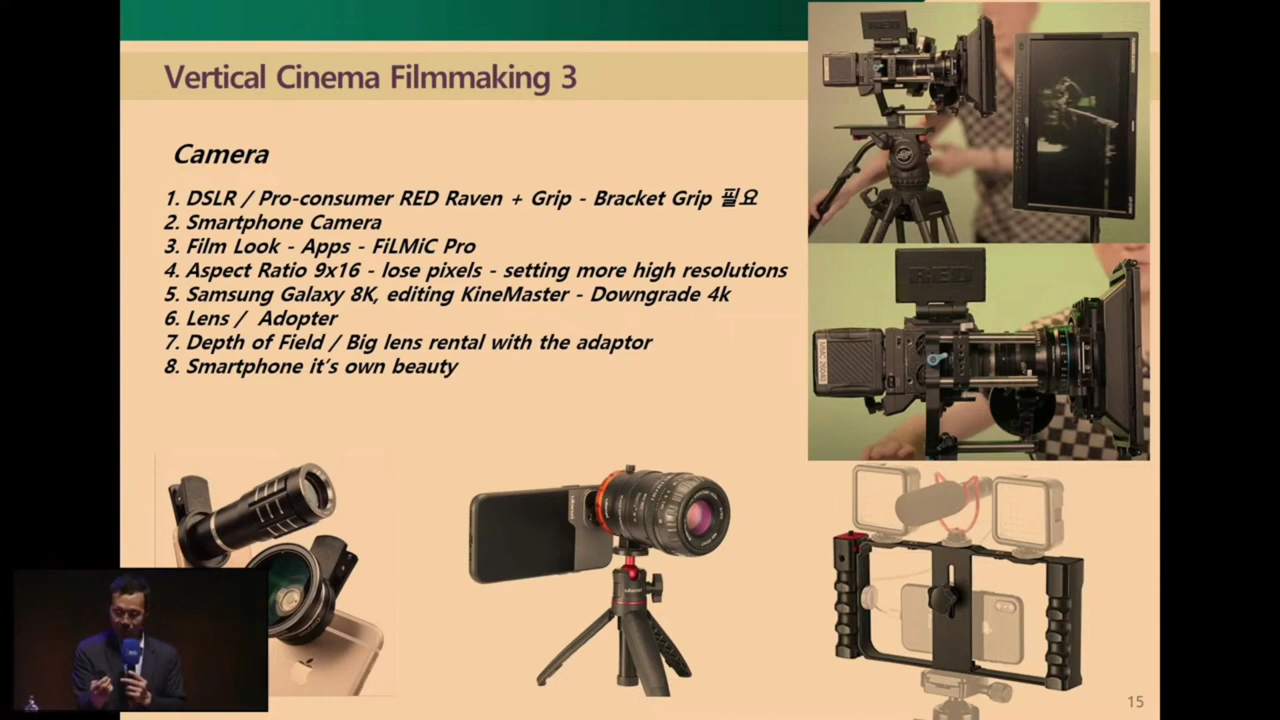 Vertical Cinema Filmmaking 3
Camera
1. DSLR / Pro-consumer RED Raven + Grip - Bracket Grip 필요
2. Smartphone Camera
3. Film Look - Apps - FiLMiC Pro
4. Aspect Ratio 9x16 - lose pixels - setting more high resolutions
5. Samsung Galaxy 8K, editing KineMaster - Downgrade 4k
6. Lens / Adopter
7. Depth of Field / Big lens rental with the adaptor
8. Smartphone it's own beauty
RED
15